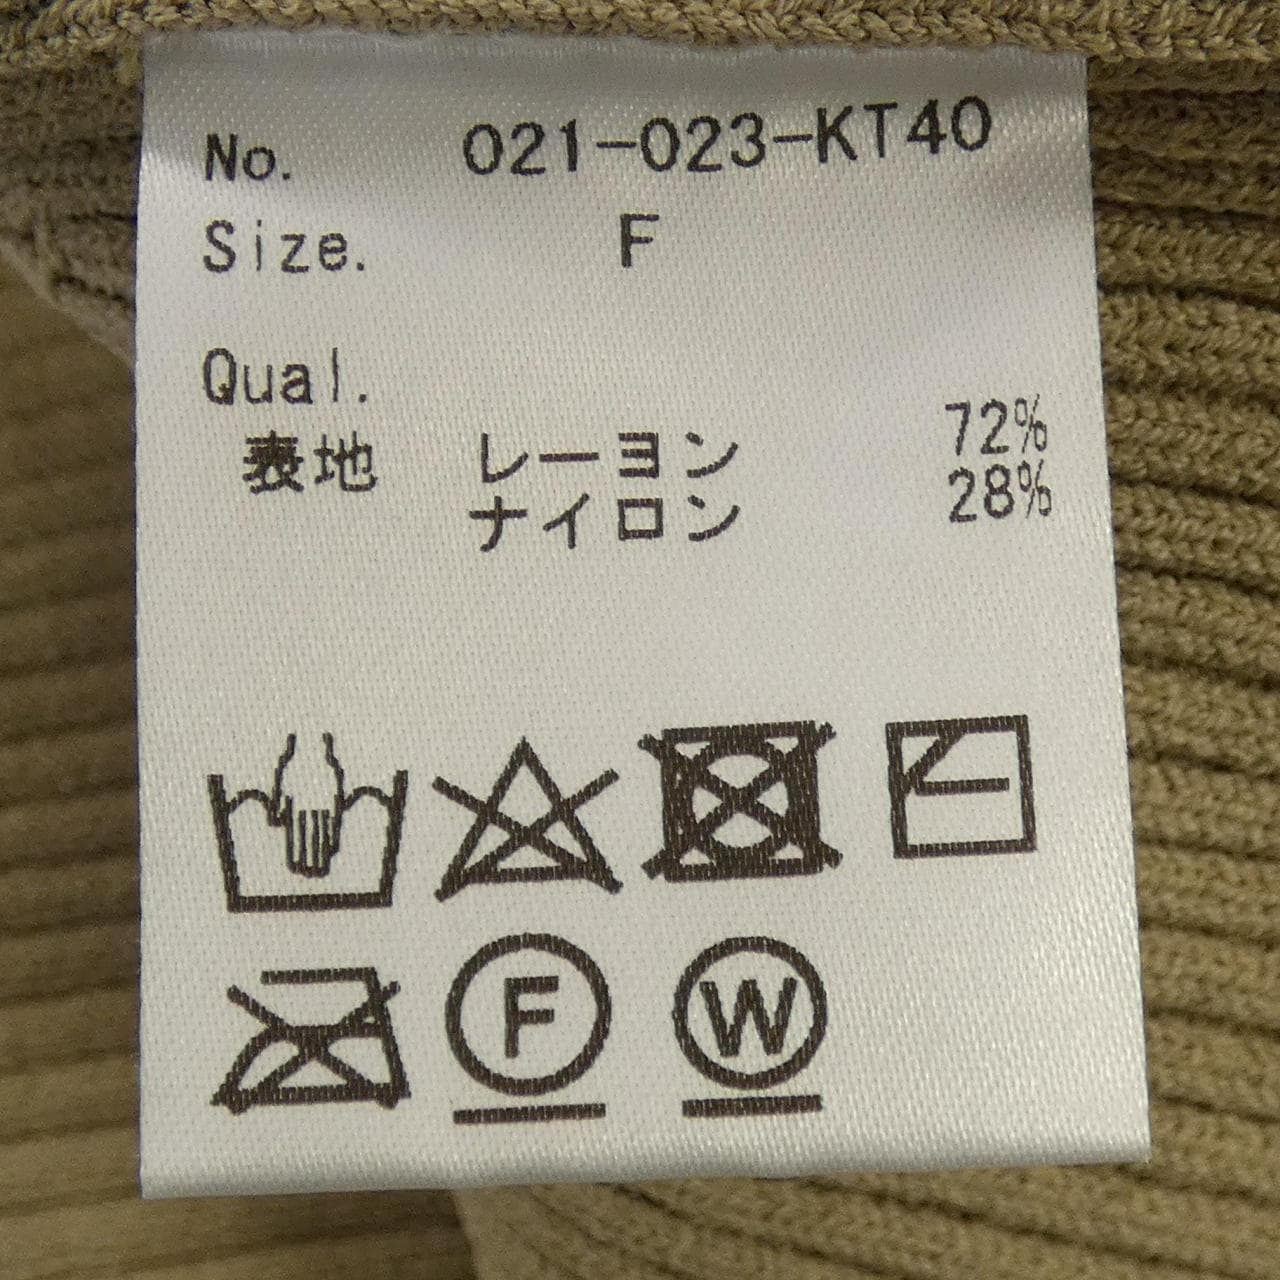 No. 021-023-KT40
Size. F
Qual.
表地 レーヨン 72%
ナイロン 28%
F W